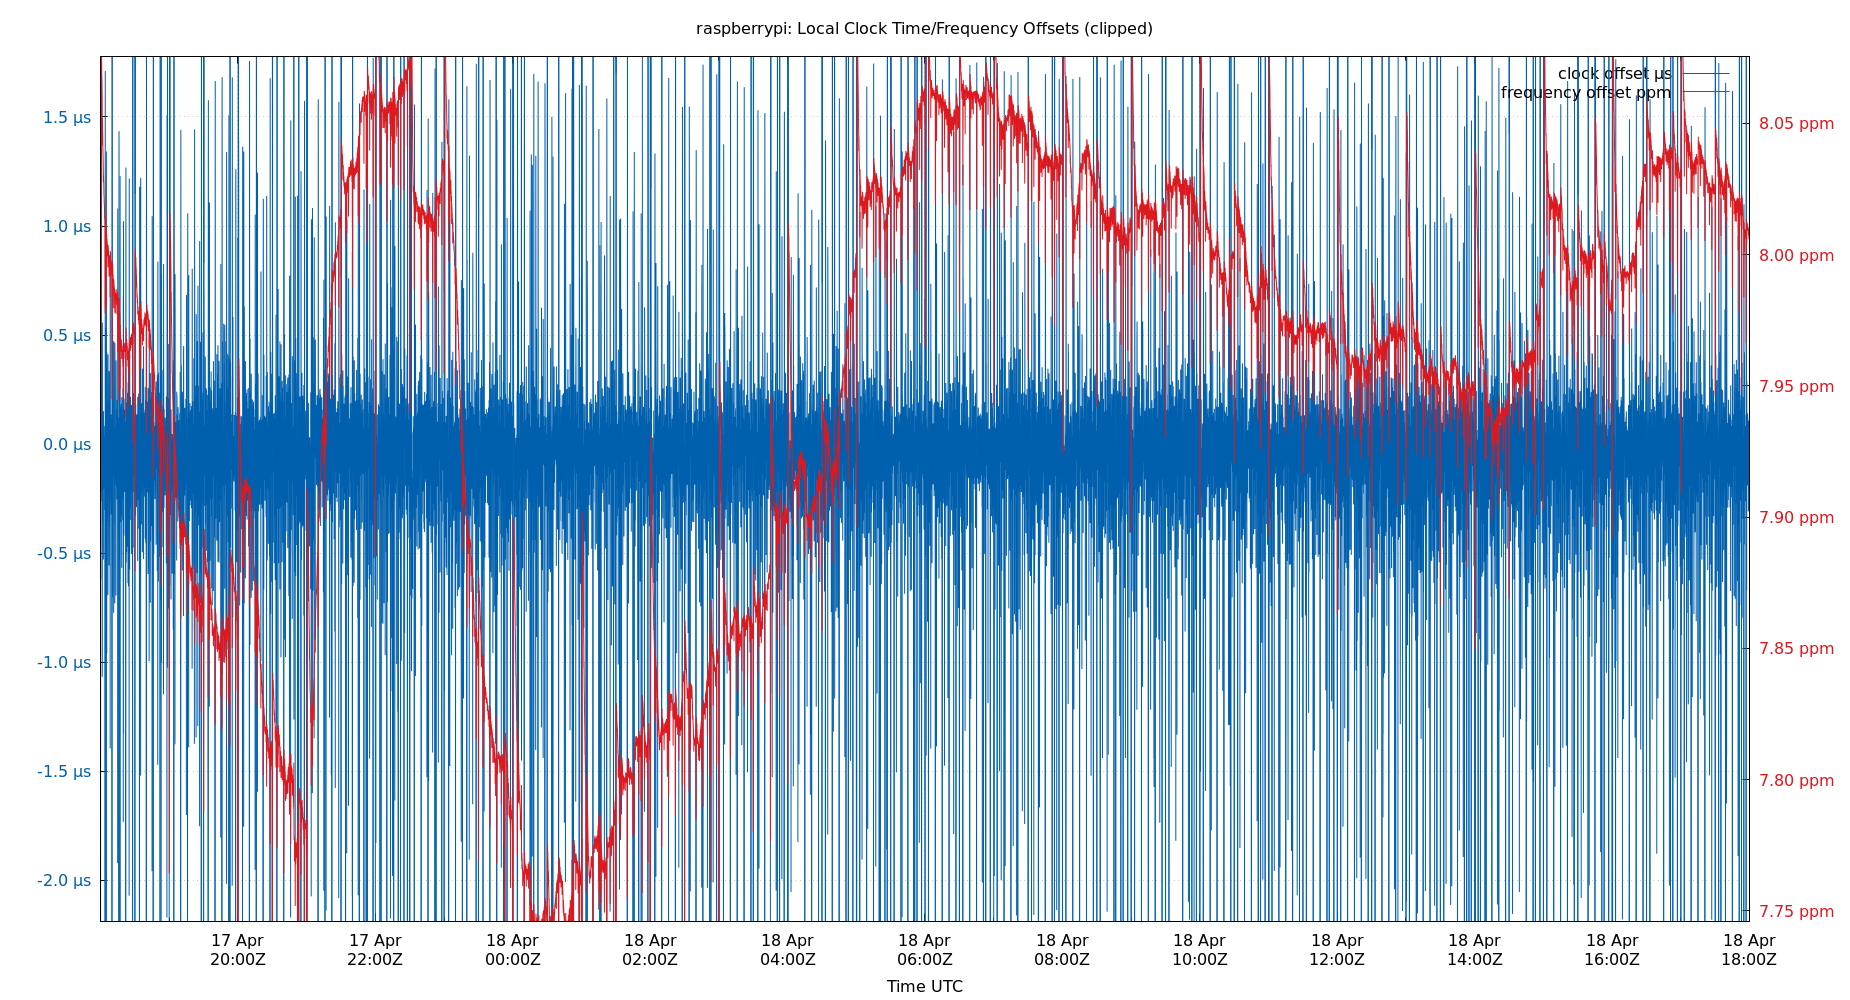 raspberrypi: Local Clock Time/Frequency Offsets (clipped)
clock offset µs
frequency offset ppm
1.5 µs
1.0 µs
0.5 µs
0.0 µs
-0.5 µs
-1.0 µs
-1.5 µs
-2.0 µs
8.05 ppm
8.00 ppm
7.95 ppm
7.90 ppm
7.85 ppm
7.80 ppm
7.75 ppm
17 Apr 17 Apr 18 Apr 18 Apr 18 Apr 18 Apr 18 Apr 18 Apr 18 Apr 18 Apr 18 Apr 18 Apr
20:00Z 22:00Z 00:00Z 02:00Z 04:00Z 06:00Z 08:00Z 10:00Z 12:00Z 14:00Z 16:00Z 18:00Z
Time UTC